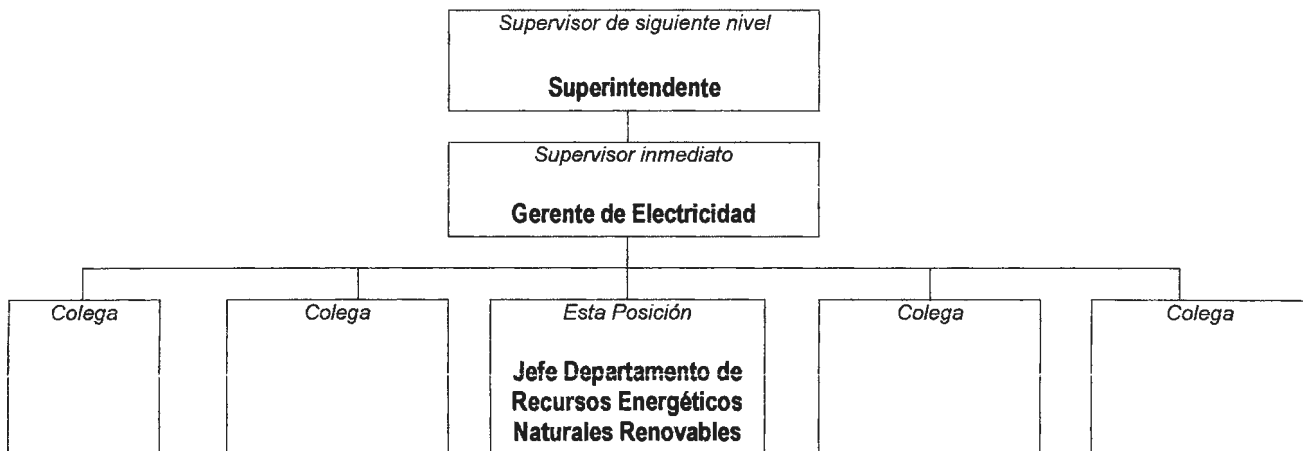 Supervisor de siguiente nivel
Superintendente
Supervisor inmediato
Gerente de Electricidad
Colega
Colega
Esta Posición
Jefe Departamento de
Recursos Energéticos
Naturales Renovables
Colega
Colega